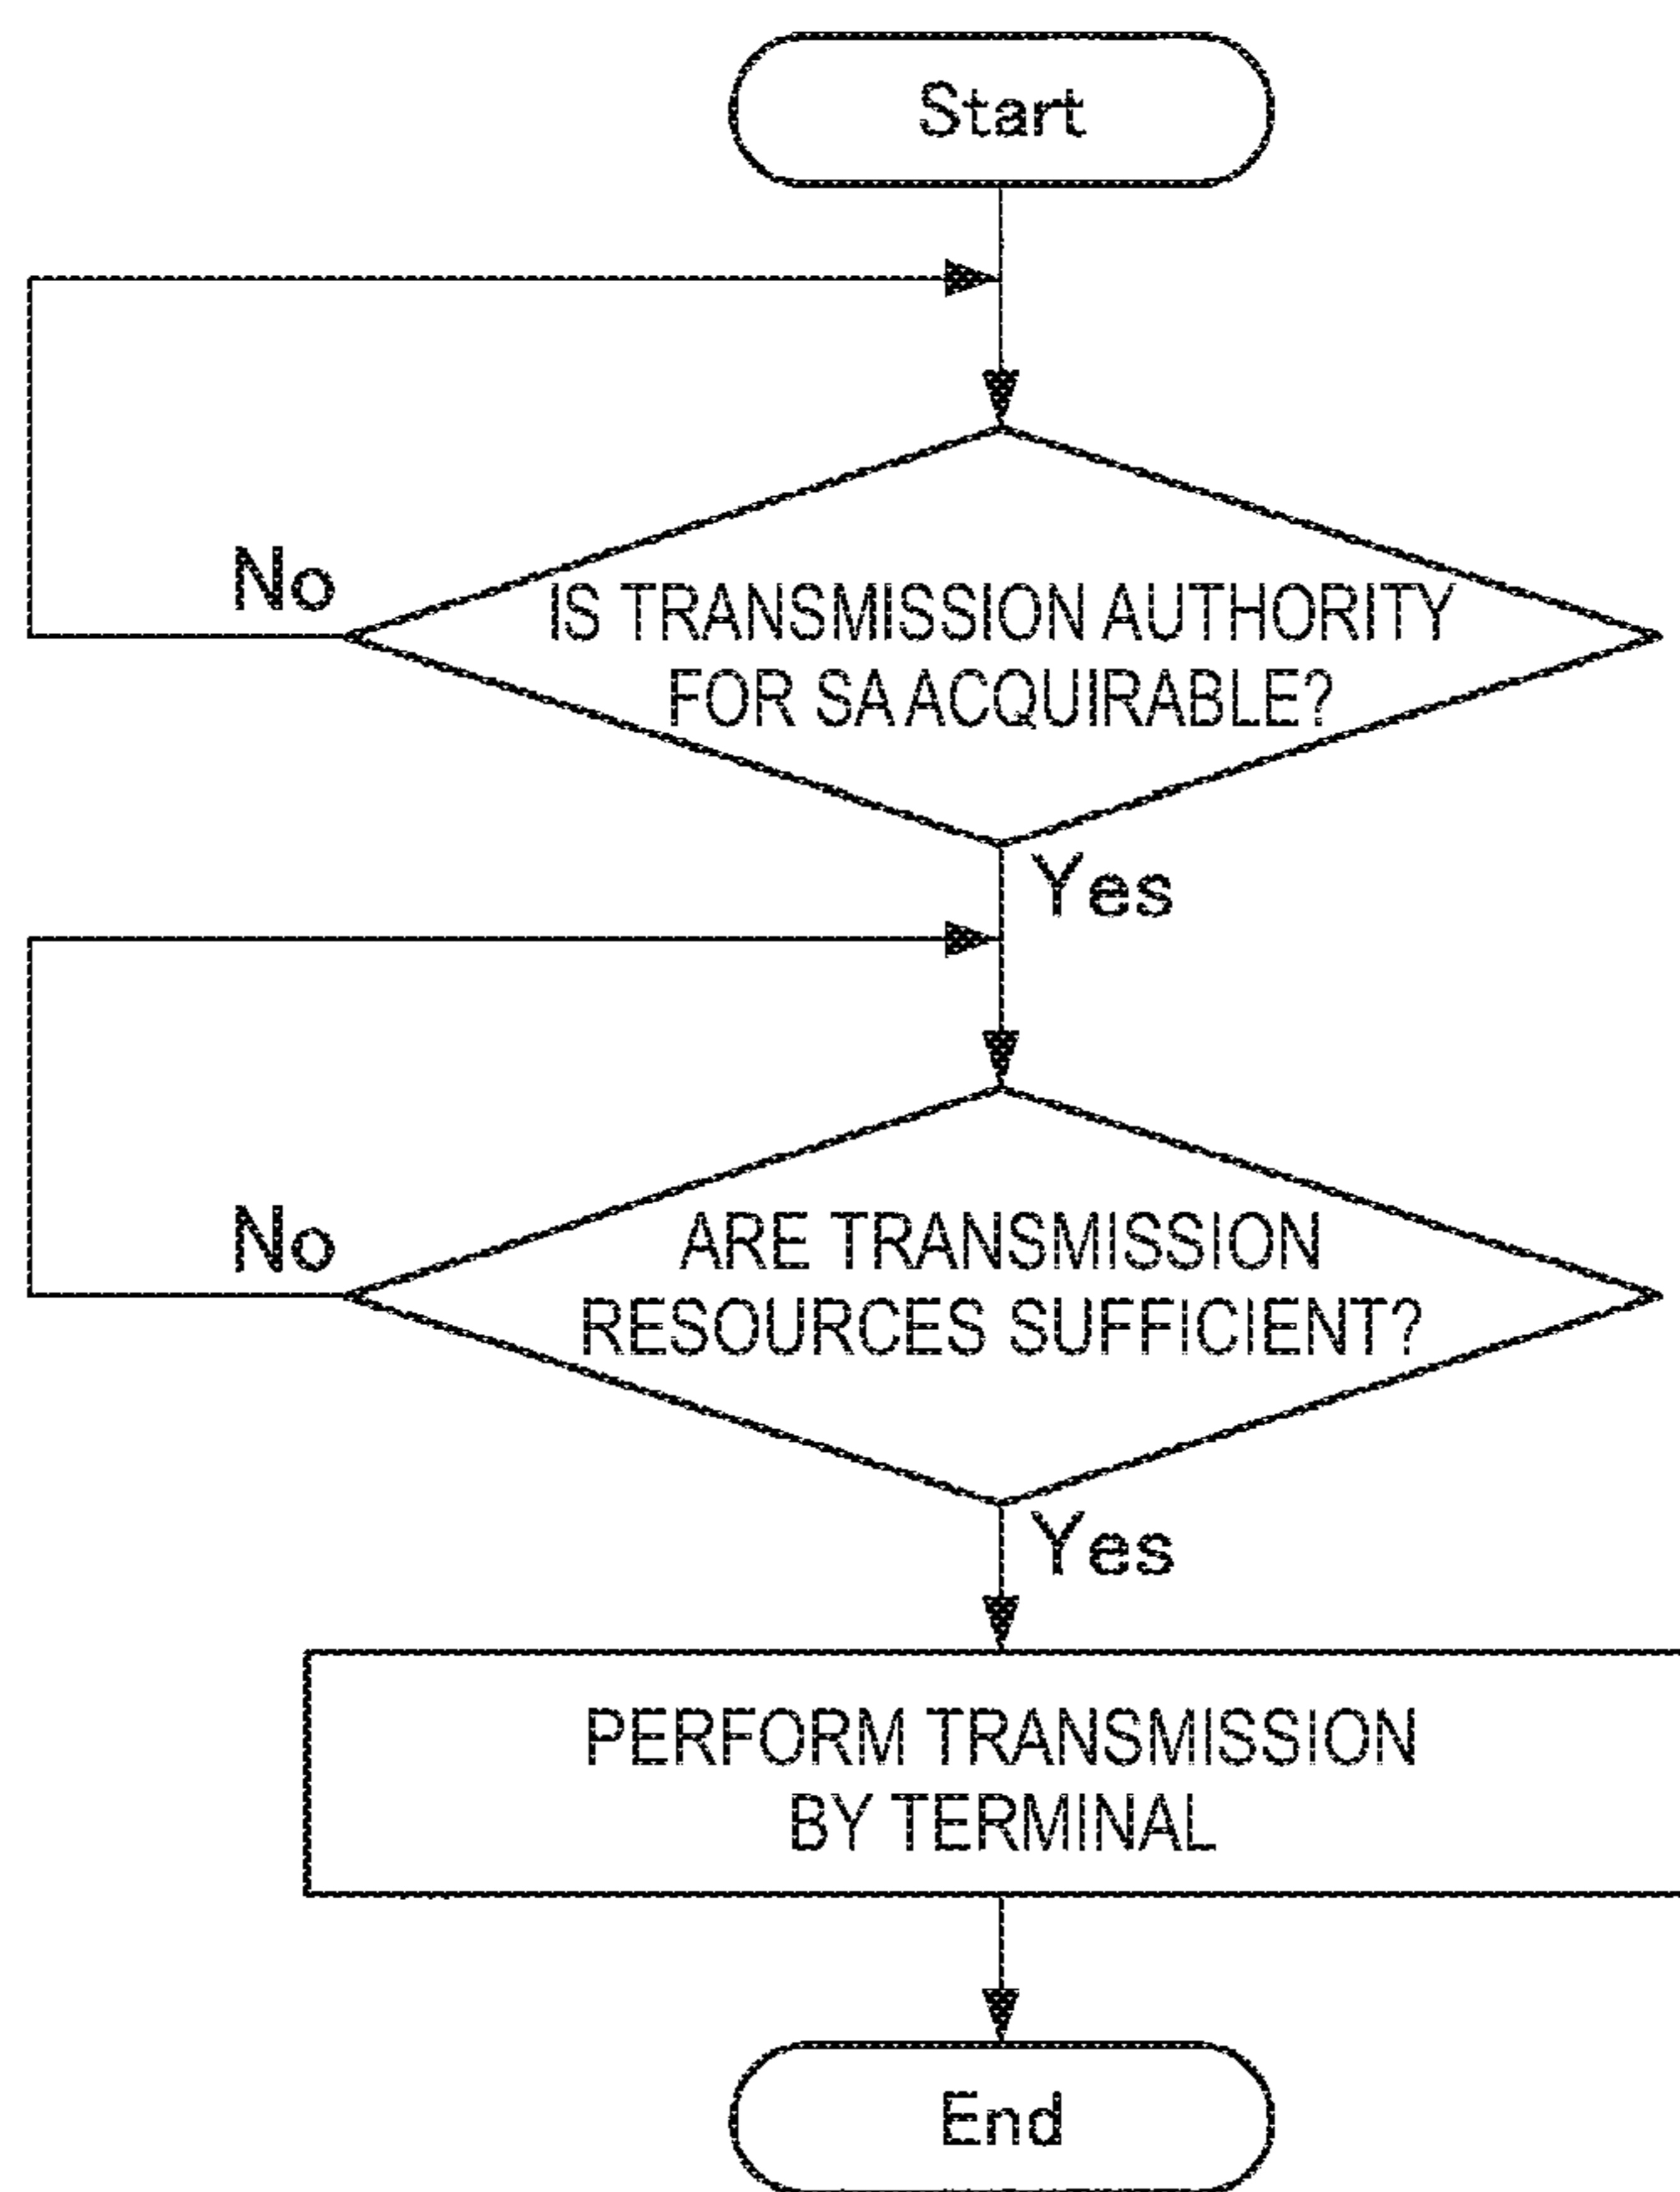 Start
No
IS TRANSMISSION AUTHORITY
FOR SA ACQUIRABLE?
Yes
No
ARE TRANSMISSION
RESOURCES SUFFICIENT?
Yes
PERFORM TRANSMISSION
BY TERMINAL
End